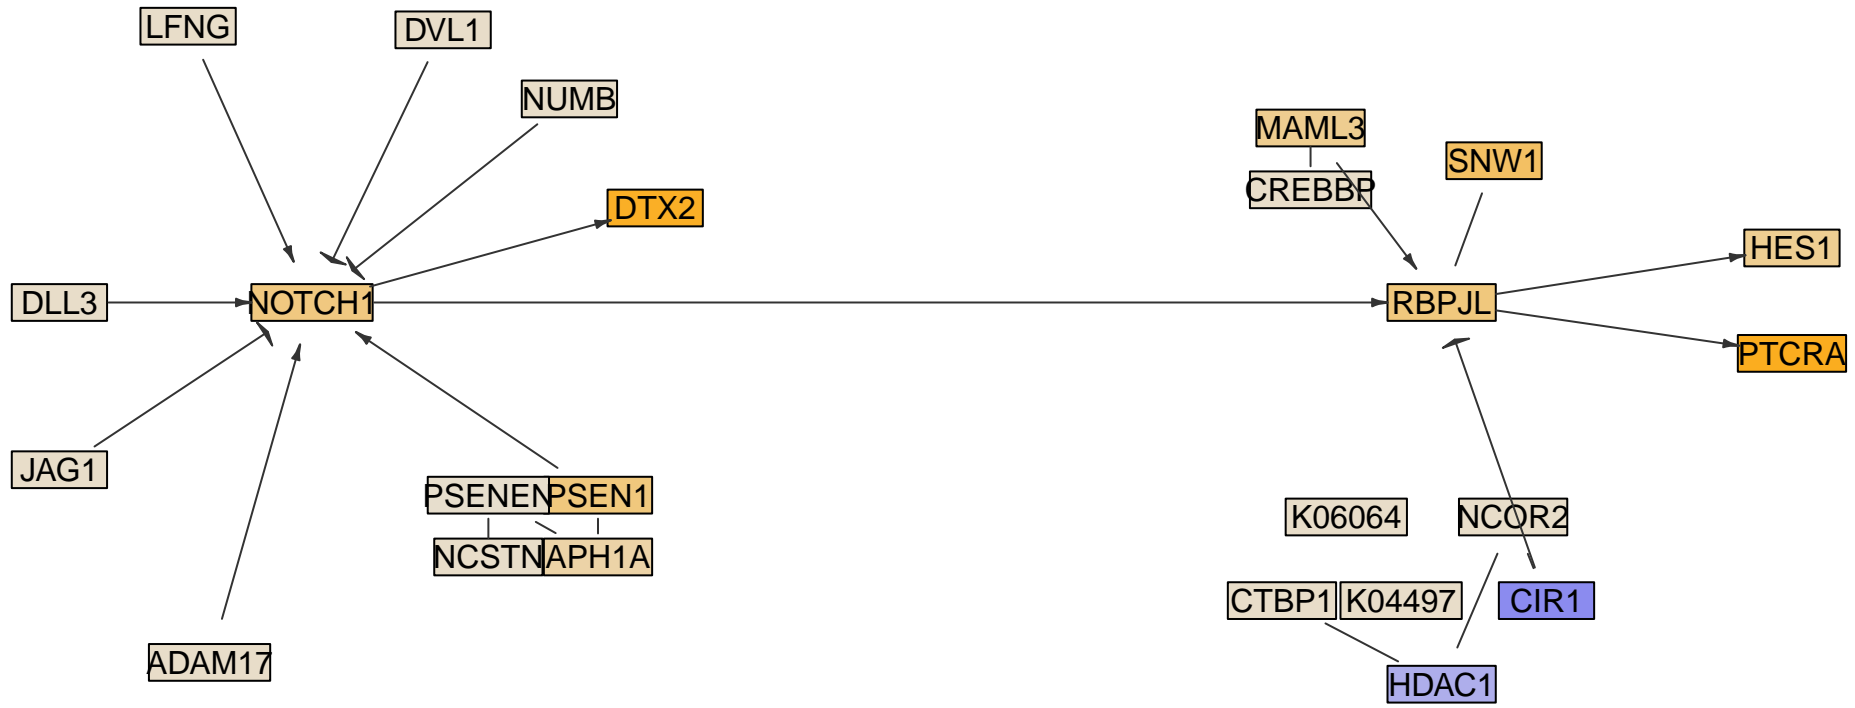 LFNG
DVL1
NUMB
MAML3
SNW1
CREBBP
DTX2
HES1
DLL3
NOTCH1
RBPJL
PTCRA
JAG1
PSENEN
PSEN1
K06064
NCOR2
NCSTN
APH1A
CTBP1
K04497
CIR1
ADAM17
HDAC1